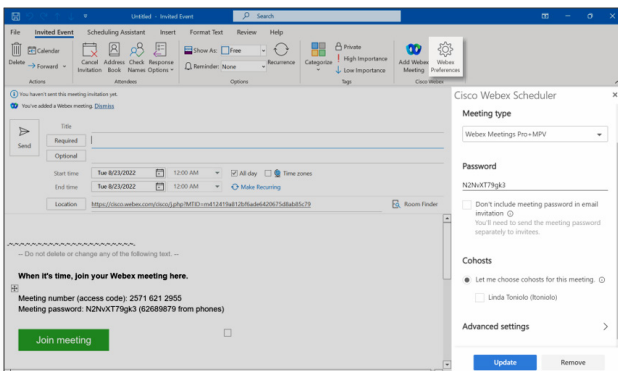 Untitled - Invited Event
Search
File Invited Event Scheduling Assistant Insert Format Text Review Help
Delete
Calendar
Forward
Actions
Cancel Invitation
Address Book
Check Names
Response Options
Attendees
Show As: Free
Reminder: None
Recurrence
Options
Categorize
Private
High Importance
Low Importance
Tags
Add Webex Meeting
Webex Preferences
Cisco Webex
You haven't sent this meeting invitation yet.
You've added a Webex meeting. Dismiss
Send
Title
Required
Optional
Start time Tue 8/23/2022 12:00 AM All day Time zones
End time Tue 8/23/2022 12:00 AM Make Recurring
Location https://cisco.webex.com/cisco/j.php?MTID=m412419a812bf6ade6420675d8ab85c79 Room Finder
-- Do not delete or change any of the following text. --
When it's time, join your Webex meeting here.
Meeting number (access code): 2571 621 2955
Meeting password: N2NvXT79gk3 (62689879 from phones)
Join meeting
Cisco Webex Scheduler
Meeting type
Webex Meetings Pro+MPV
Password
N2NvXT79gk3
Don't include meeting password in email
invitation
You'll need to send the meeting password
separately to invitees.
Cohosts
Let me choose cohosts for this meeting.
Linda Toniolo (ltoniolo)
Advanced settings
Update Remove